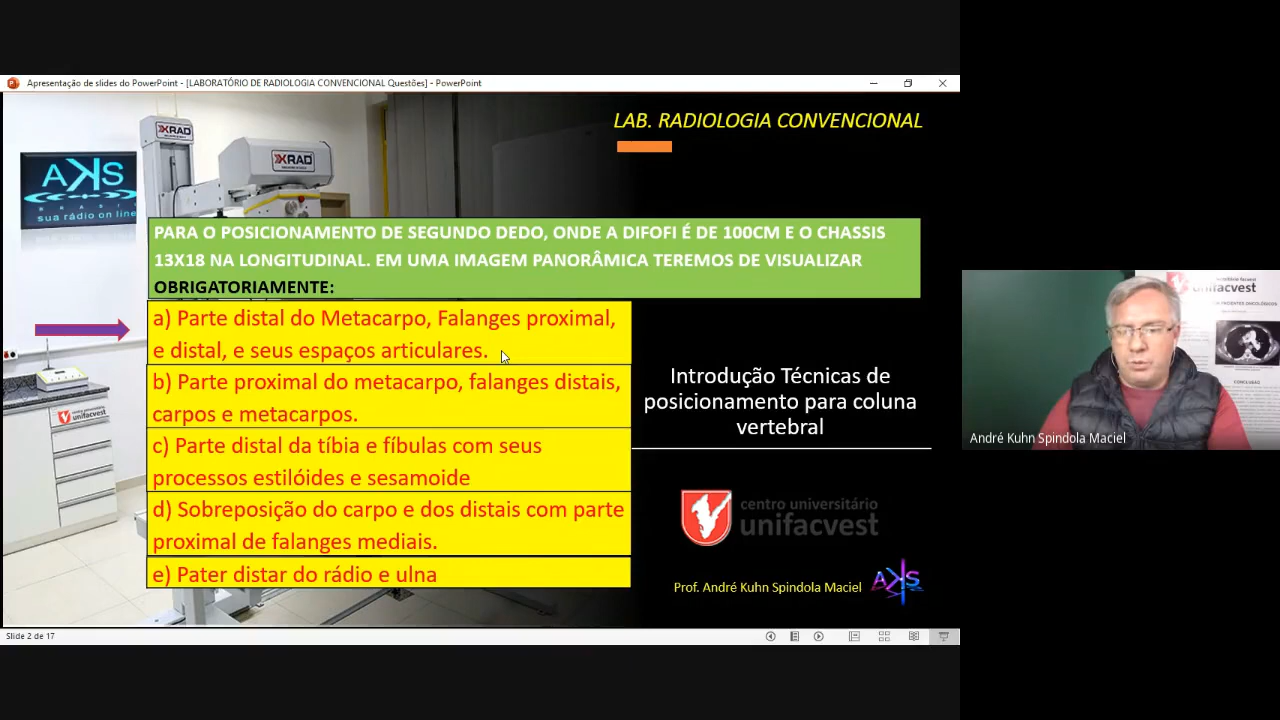 Apresentação de slides do PowerPoint - [LABORATÓRIO DE RADIOLOGIA CONVENCIONAL Questões] - PowerPoint
LAB. RADIOLOGIA CONVENCIONAL
XRAD
XRAD
AKS
BRASIL
sua rádio on line
PARA O POSICIONAMENTO DE SEGUNDO DEDO, ONDE A DIFOFI É DE 100CM E O CHASSIS
13X18 NA LONGITUDINAL. EM UMA IMAGEM PANORÂMICA TEREMOS DE VISUALIZAR
OBRIGATORIAMENTE:
a) Parte distal do Metacarpo, Falanges proximal,
e distal, e seus espaços articulares.
b) Parte proximal do metacarpo, falanges distais,
carpos e metacarpos.
c) Parte distal da tíbia e fíbulas com seus
processos estilóides e sesamoide
d) Sobreposição do carpo e dos distais com parte
proximal de falanges mediais.
e) Pater distar do rádio e ulna
Introdução Técnicas de
posicionamento para coluna
vertebral
centro universitário
unifacvest
Prof. André Kuhn Spindola Maciel
AKS
unifacvest
Slide 2 de 17
unifacvest
PACIENTES ONCOLÓGICOS
CONCLUSÃO
André Kuhn Spindola Maciel